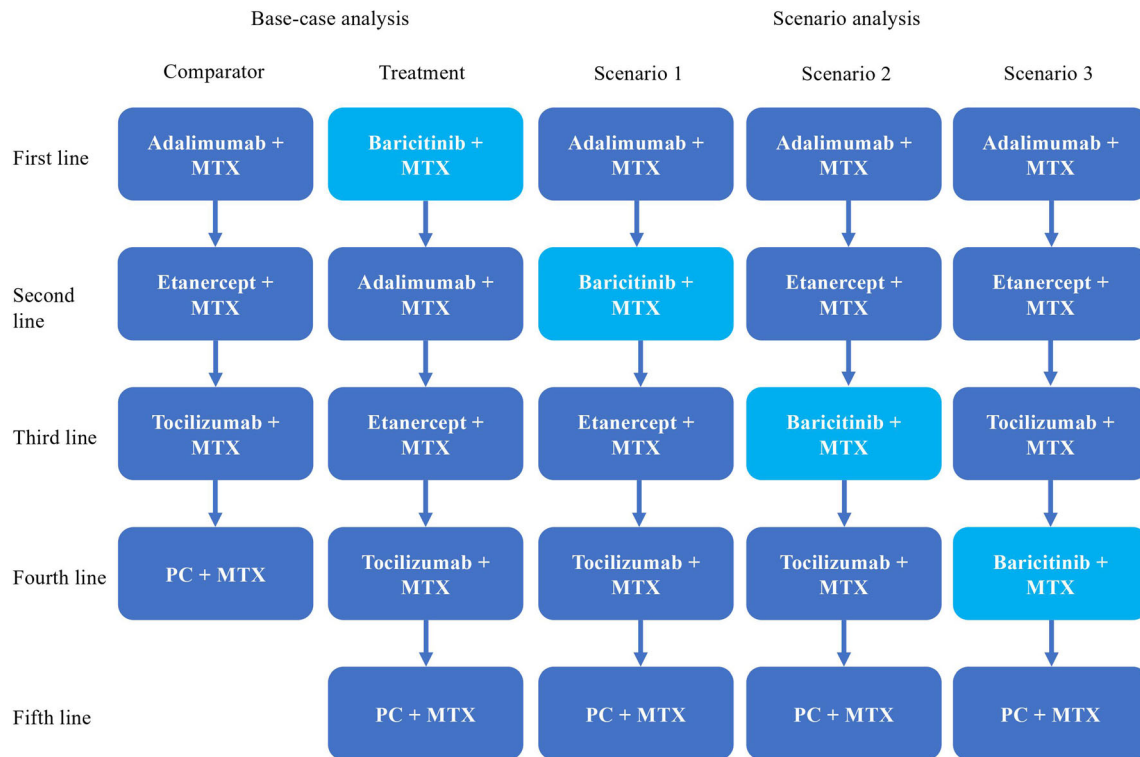 Base-case analysis
Scenario analysis
Comparator
Treatment
Scenario 1
Scenario 2
Scenario 3
First line
Adalimumab +
MTX
Baricitinib +
MTX
Adalimumab +
MTX
Adalimumab +
MTX
Adalimumab +
MTX
Second
line
Etanercept +
MTX
Adalimumab +
MTX
Baricitinib +
MTX
Etanercept +
MTX
Etanercept +
MTX
Third line
Tocilizumab +
MTX
Etanercept +
MTX
Etanercept +
MTX
Baricitinib +
MTX
Tocilizumab +
MTX
Fourth line
PC + MTX
Tocilizumab +
MTX
Tocilizumab +
MTX
Tocilizumab +
MTX
Baricitinib +
MTX
Fifth line
PC + MTX
PC + MTX
PC + MTX
PC + MTX